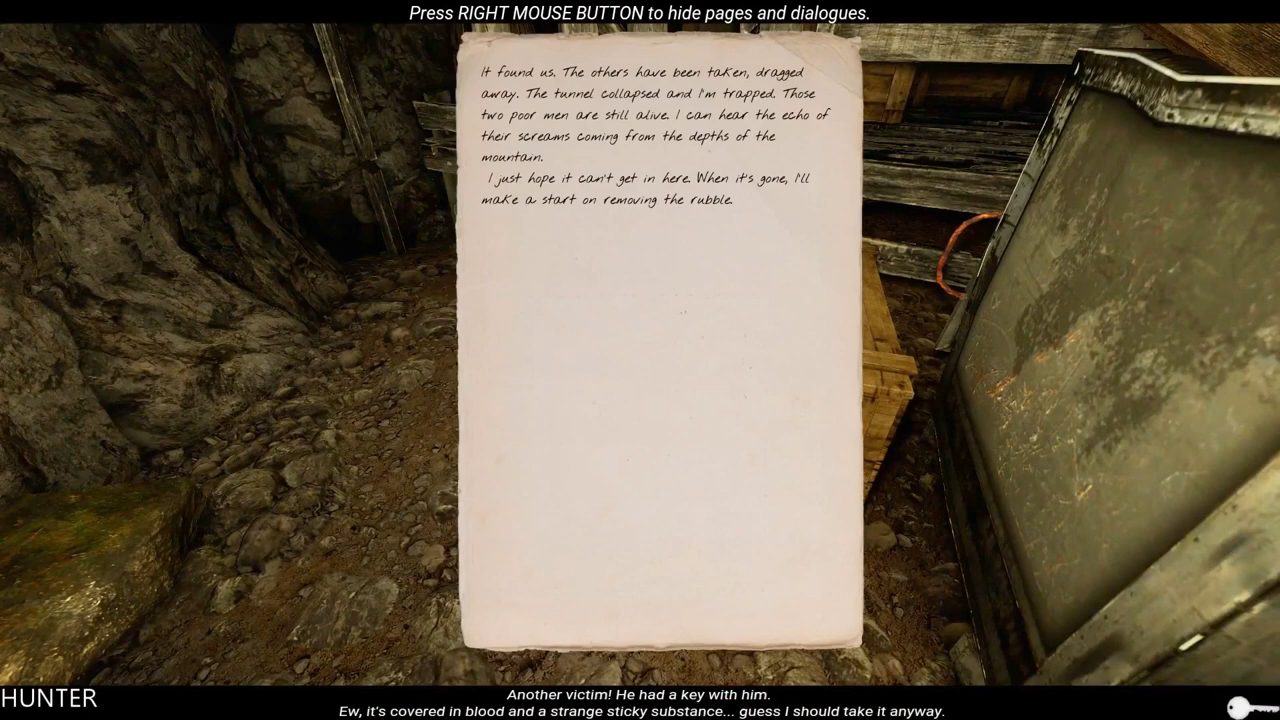 Press RIGHT MOUSE BUTTON to hide pages and dialogues.
It found us. The others have been taken, dragged
away. The tunnel collapsed and I'm trapped. Those
two poor men are still alive. I can hear the echo of
their screams coming from the depths of the
mountain.
I just hope it can't get in here. When it's gone, I'll
make a start on removing the rubble.
HUNTER
Another victim! He had a key with him.
Ew, it's covered in blood and a strange sticky substance... guess I should take it anyway.